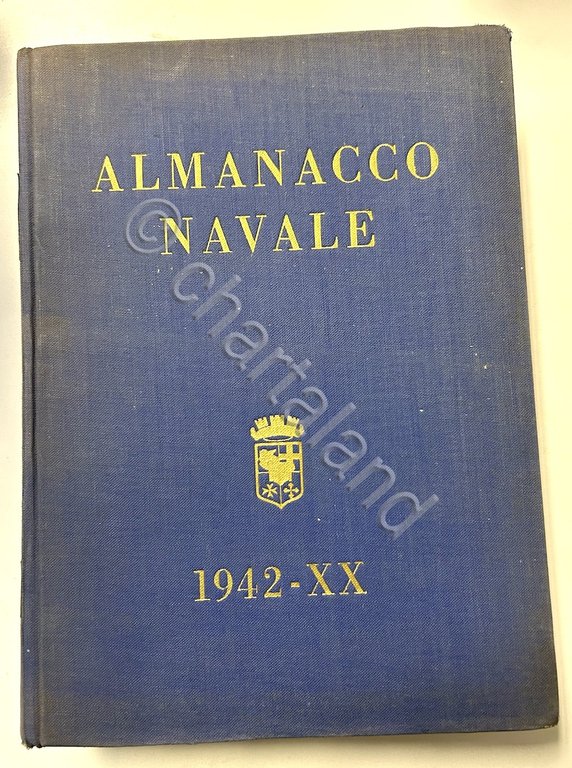 ALMANACCO
NAVALE
© chartaland
1942-XX